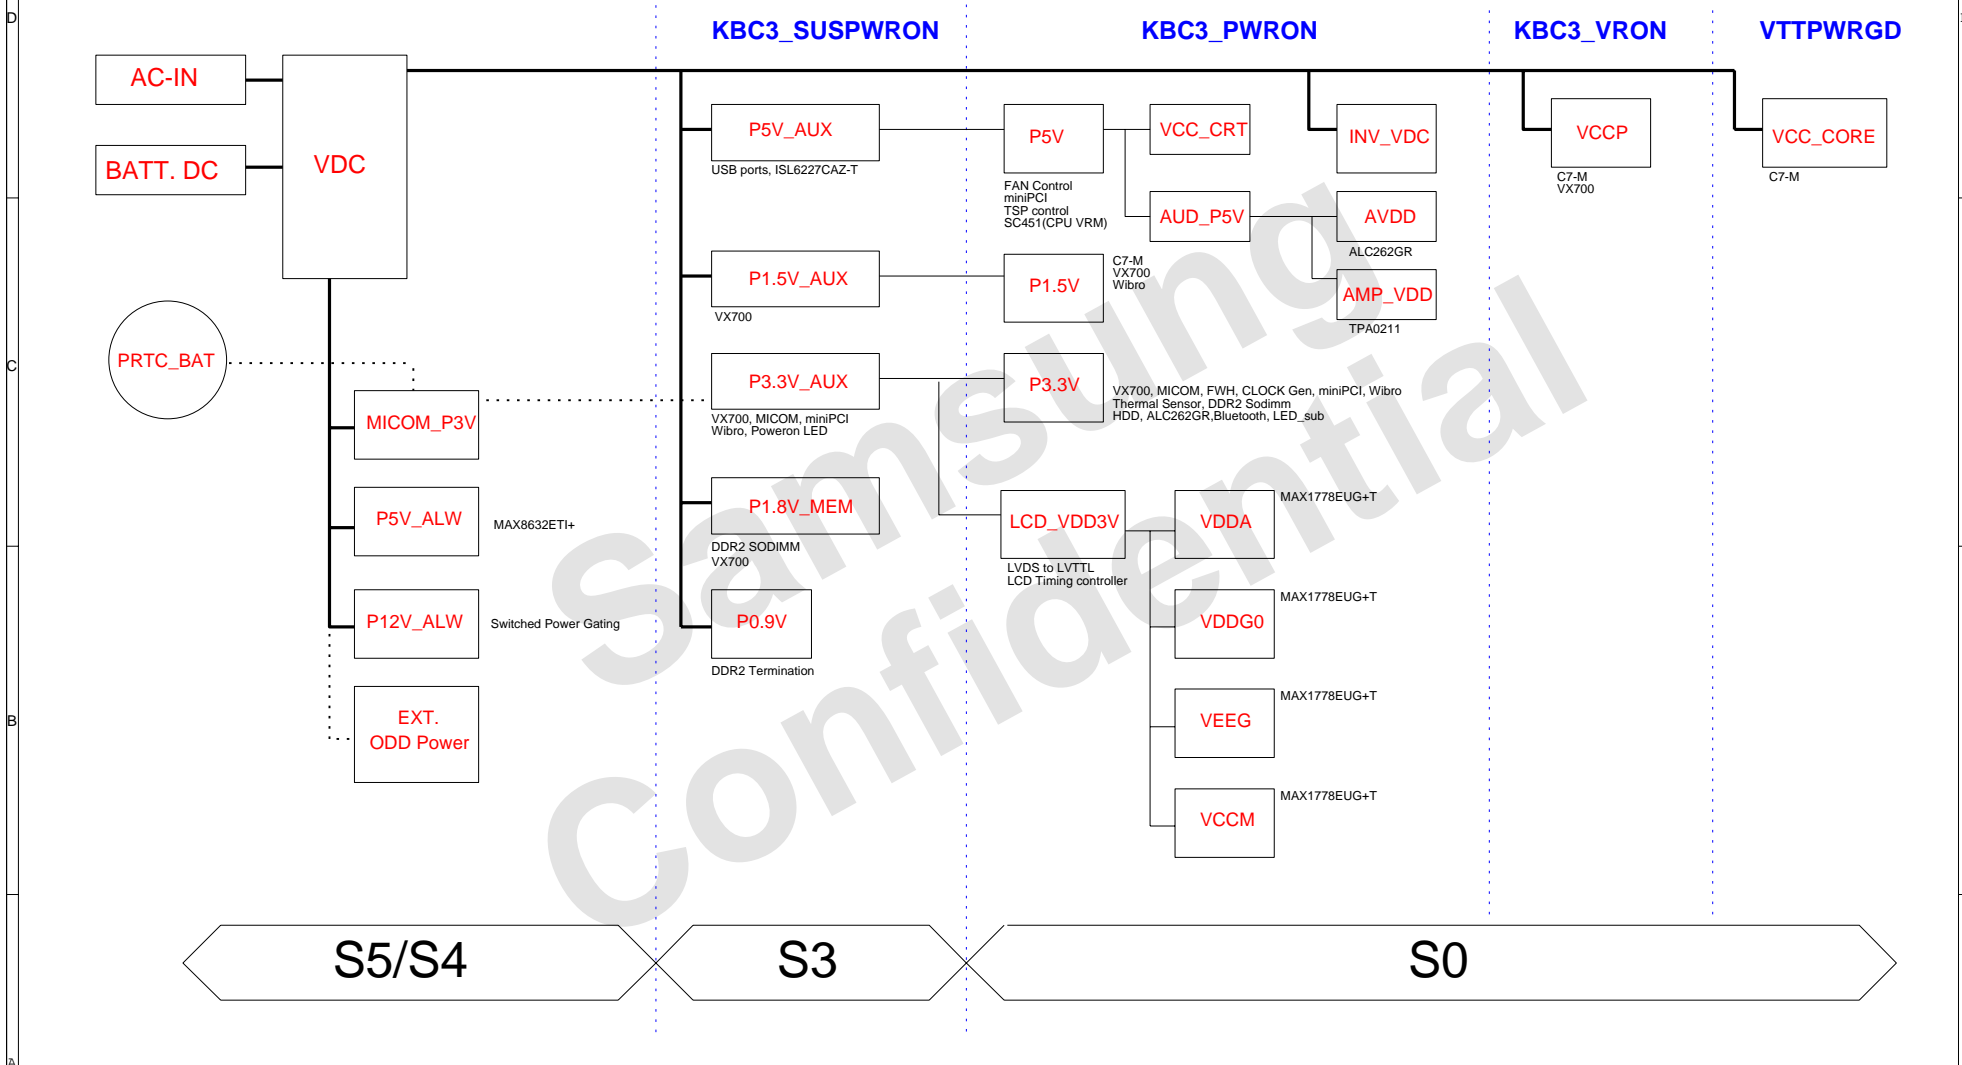 D
KBC3_SUSPWRON
KBC3_PWRON
KBC3_VRON
VTTPWRGD
AC-IN
BATT. DC
VDC
P5V_AUX
USB ports, ISL6227CAZ-T
P5V
FAN Control
miniPCI
TSP control
SC451(CPU VRM)
VCC_CRT
INV_VDC
VCCP
C7-M
VX700
VCC_CORE
C7-M
AUD_P5V
AVDD
ALC262GR
P1.5V_AUX
VX700
P1.5V
C7-M
VX700
Wibro
AMP_VDD
TPA0211
PRTC_BAT
C
MICOM_P3V
P3.3V_AUX
VX700, MICOM, miniPCI
Wibro, Poweron LED
P3.3V
VX700, MICOM, FWH, CLOCK Gen, miniPCI, Wibro
Thermal Sensor, DDR2 Sodimm
HDD, ALC262GR,Bluetooth, LED_sub
P5V_ALW
MAX8632ETI+
P1.8V_MEM
DDR2 SODIMM
VX700
LCD_VDD3V
LVDS to LVTTL
LCD Timing controller
VDDA
MAX1778EUG+T
P12V_ALW
Switched Power Gating
P0.9V
DDR2 Termination
VDDG0
MAX1778EUG+T
B
EXT.
ODD Power
VEEG
MAX1778EUG+T
VCCM
MAX1778EUG+T
Samsung
Confidential
S5/S4
S3
S0
A